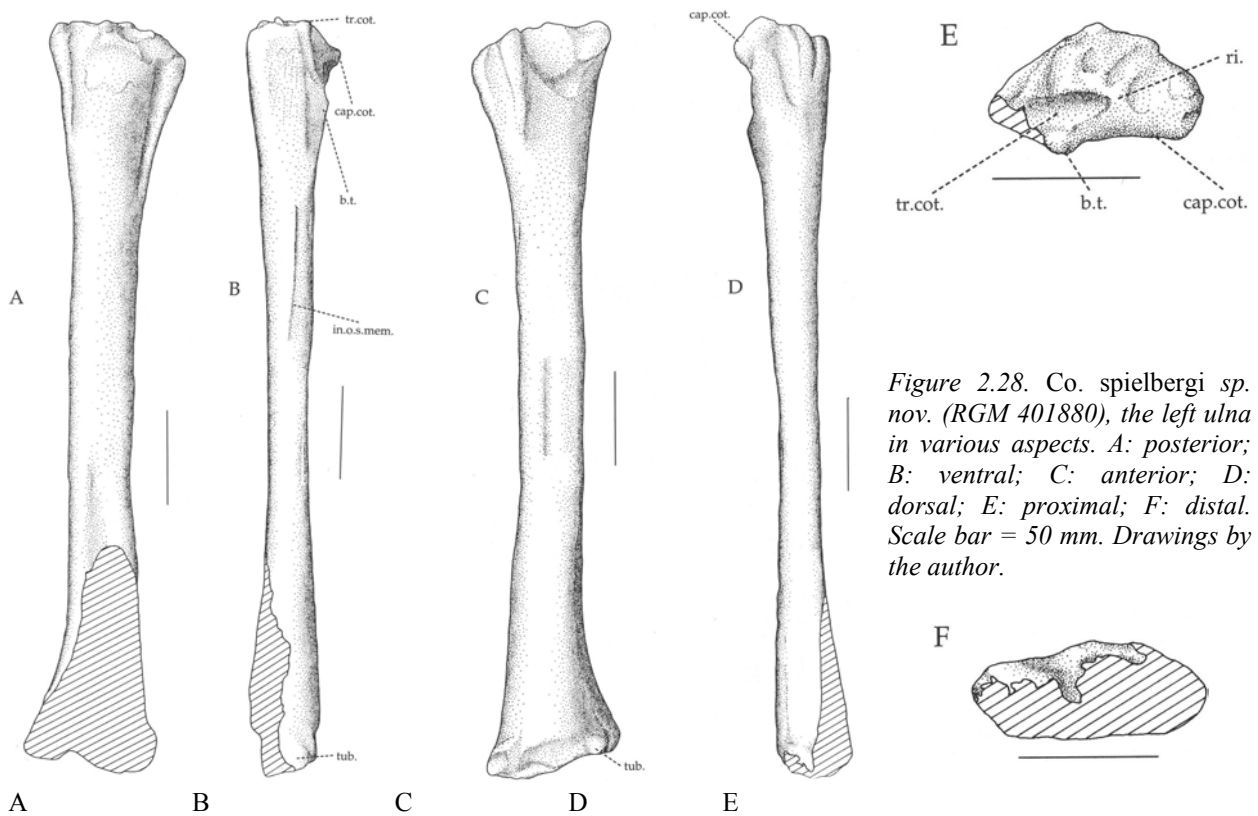 tr.cot.
cap.cot.
b.t.
in.o.s.mem.
tub.
A
B
C
tub.
cap.cot.
D
E
ri.
tr.cot.
b.t.
cap.cot.
Figure 2.28. Co. spielbergi sp.
nov. (RGM 401880), the left ulna
in various aspects. A: posterior;
B: ventral; C: anterior; D:
dorsal; E: proximal; F: distal.
Scale bar = 50 mm. Drawings by
the author.
F
A B C D E